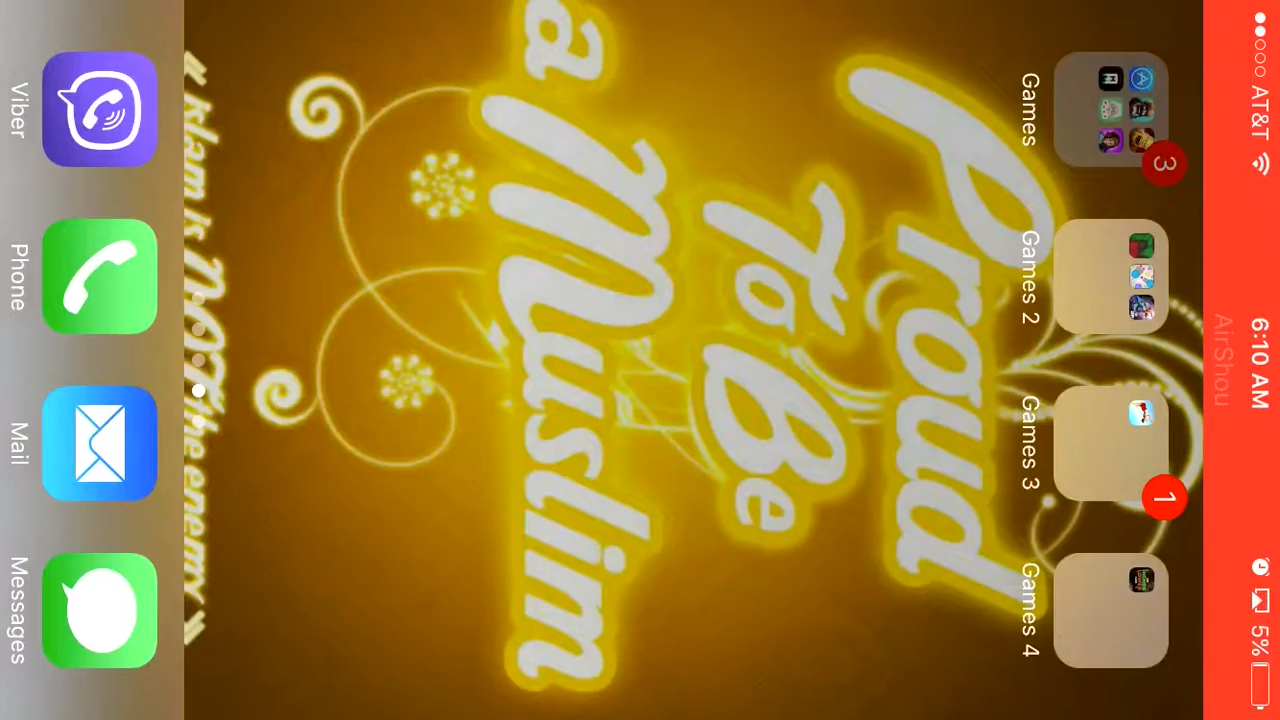 AT&T 6:10 AM 5%
AirShou
3 1
Games Games 2 Games 3 Games 4
Proud
To Be
a Muslim
“ Islam is NOT the enemy ”
Viber Phone Mail Messages